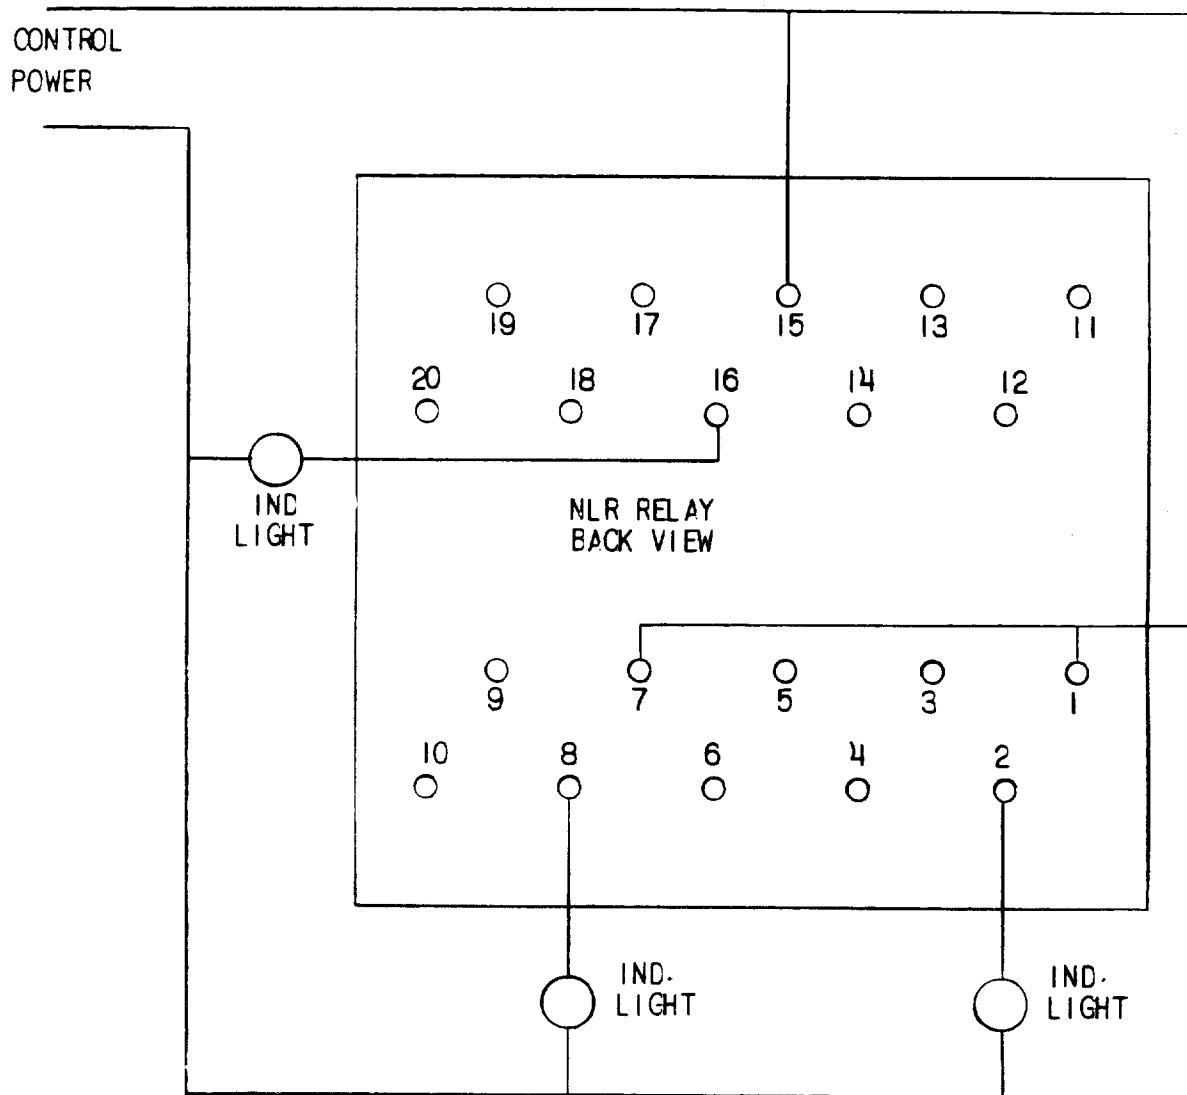 CONTROL
POWER
19 17 15 13 11
20 18 16 14 12
IND
LIGHT
NLR RELAY
BACK VIEW
9 7 5 3 1
10 8 6 4 2
IND.
LIGHT
IND.
LIGHT